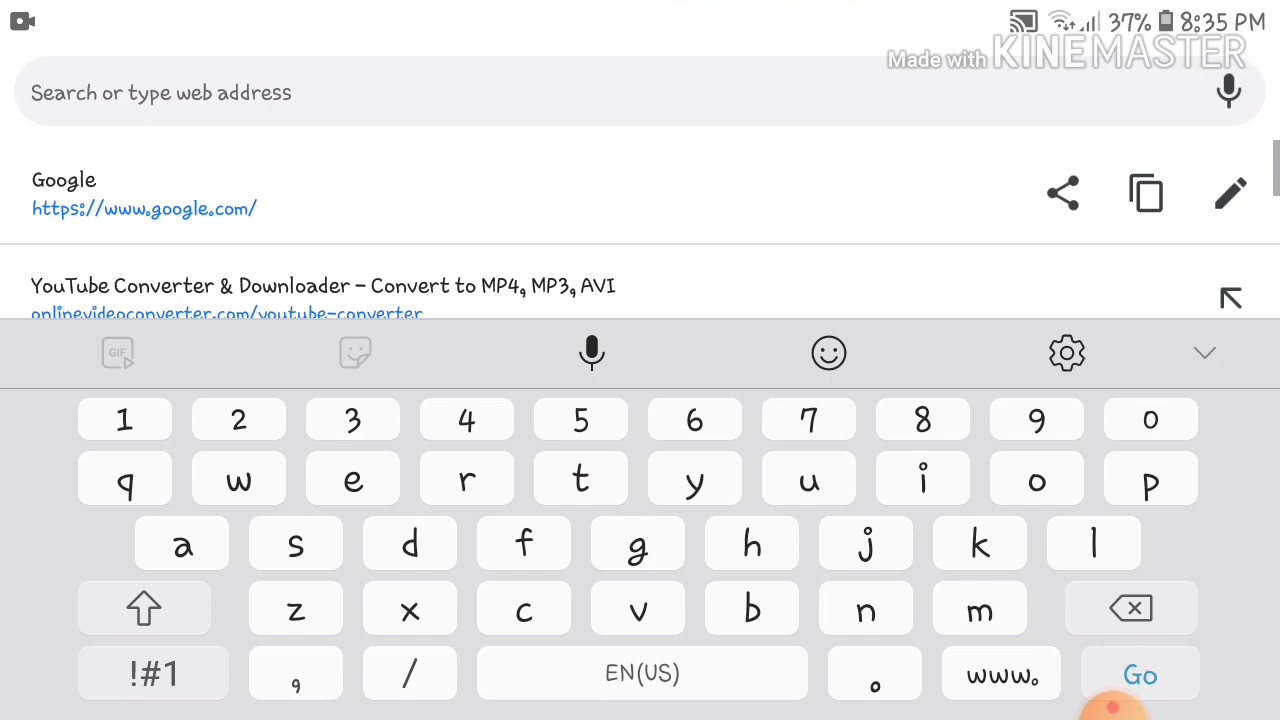 37% 8:35 PM
Made with KINEMASTER
Search or type web address
Google
https://www.google.com/
YouTube Converter & Downloader - Convert to MP4, MP3, AVI
onlinevideoconverter.com/youtube-converter
GIF
1 2 3 4 5 6 7 8 9 0
q w e r t y u i o p
a s d f g h j k l
z x c v b n m
!#1 , / EN(US) . www. Go